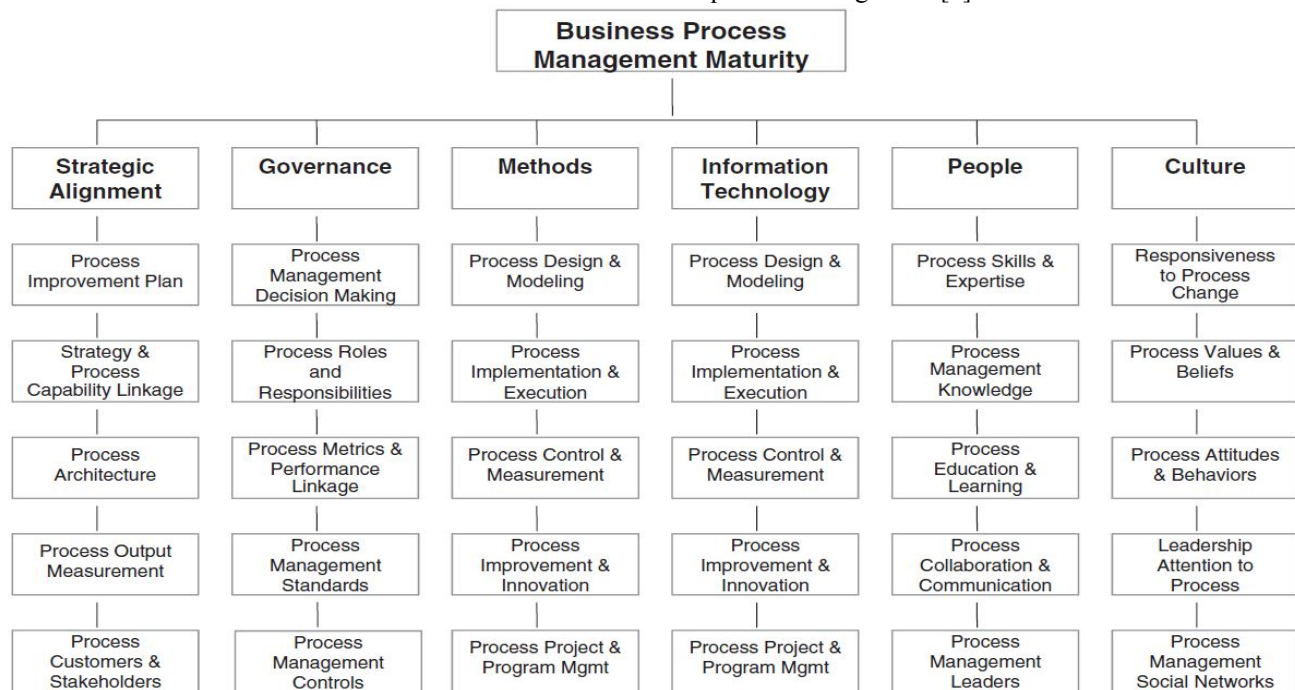 Business Process
Management Maturity
Strategic
Alignment
Governance
Methods
Information
Technology
People
Culture
Process
Improvement Plan
Process
Management
Decision Making
Process Design &
Modeling
Process Design &
Modeling
Process Skills &
Expertise
Responsiveness
to Process
Change
Strategy &
Process
Capability Linkage
Process Roles
and
Responsibilities
Process
Implementation &
Execution
Process
Implementation &
Execution
Process
Management
Knowledge
Process Values &
Beliefs
Process
Architecture
Process Metrics &
Performance
Linkage
Process Control &
Measurement
Process Control &
Measurement
Process
Education &
Learning
Process Attitudes
& Behaviors
Process Output
Measurement
Process
Management
Standards
Process
Improvement &
Innovation
Process
Improvement &
Innovation
Process
Collaboration &
Communication
Leadership
Attention to
Process
Process
Customers &
Stakeholders
Process
Management
Controls
Process Project &
Program Mgmt
Process Project &
Program Mgmt
Process
Management
Leaders
Process
Management
Social Networks